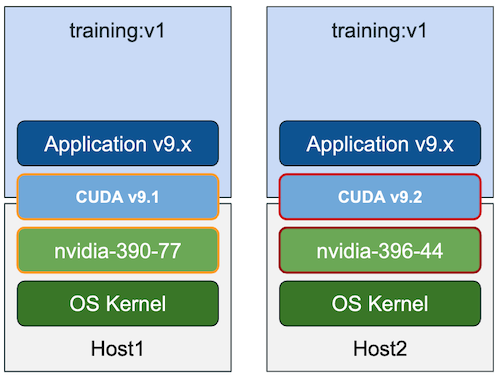 training:v1
Application v9.x
CUDA v9.1
nvidia-390-77
OS Kernel
Host1
training:v1
Application v9.x
CUDA v9.2
nvidia-396-44
OS Kernel
Host2